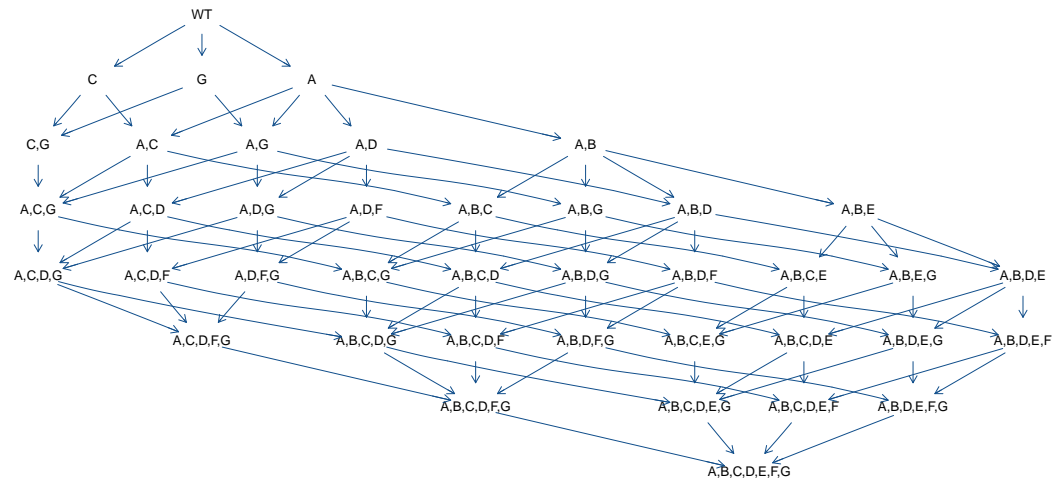 WT
C G A
C,G A,C A,G A,D A,B
A,C,G A,C,D A,D,G A,D,F A,B,C A,B,G A,B,D A,B,E
A,C,D,G A,C,D,F A,D,F,G A,B,C,G A,B,C,D A,B,D,G A,B,D,F A,B,C,E A,B,E,G A,B,D,E
A,C,D,F,G A,B,C,D,G A,B,C,D,F A,B,D,F,G A,B,C,E,G A,B,C,D,E A,B,D,E,G A,B,D,E,F
A,B,C,D,F,G A,B,C,D,E,G A,B,C,D,E,F A,B,D,E,F,G
A,B,C,D,E,F,G